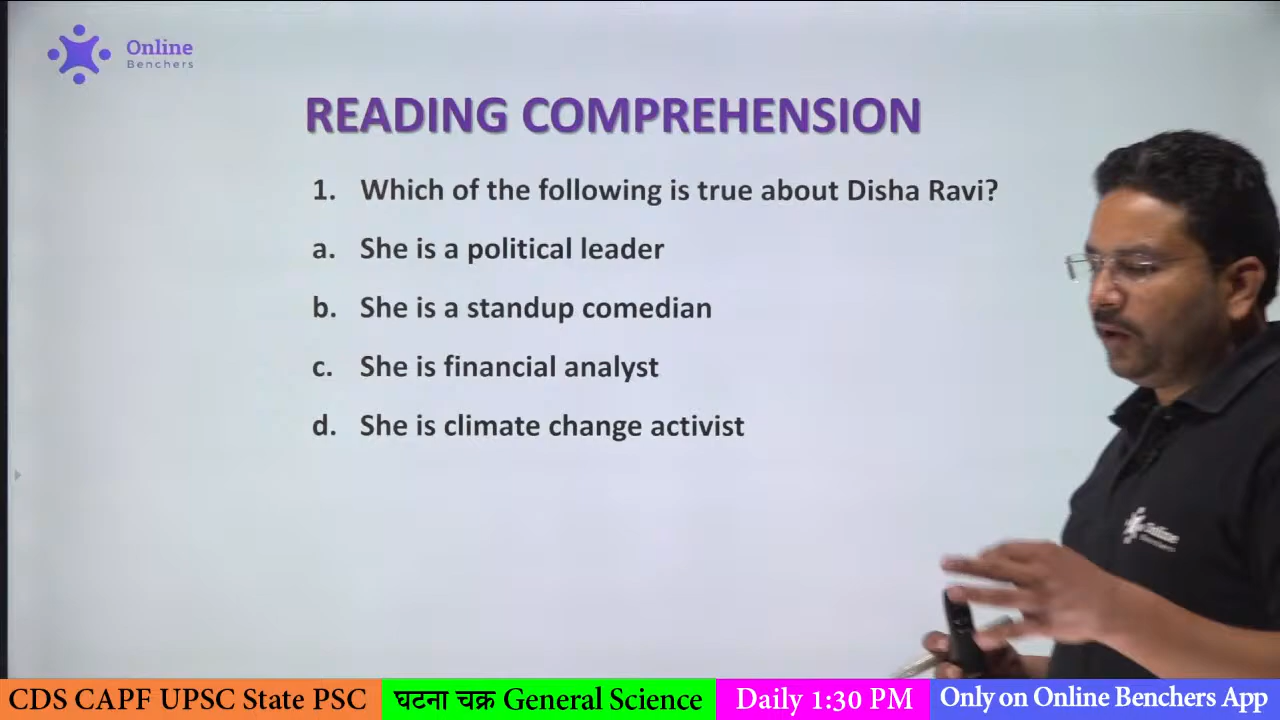 Online
Benchers
READING COMPREHENSION
1. Which of the following is true about Disha Ravi?
a. She is a political leader
b. She is a standup comedian
c. She is financial analyst
d. She is climate change activist
Online
Benchers
CDS CAPF UPSC State PSC घटना चक्र General Science Daily 1:30 PM Only on Online Benchers App